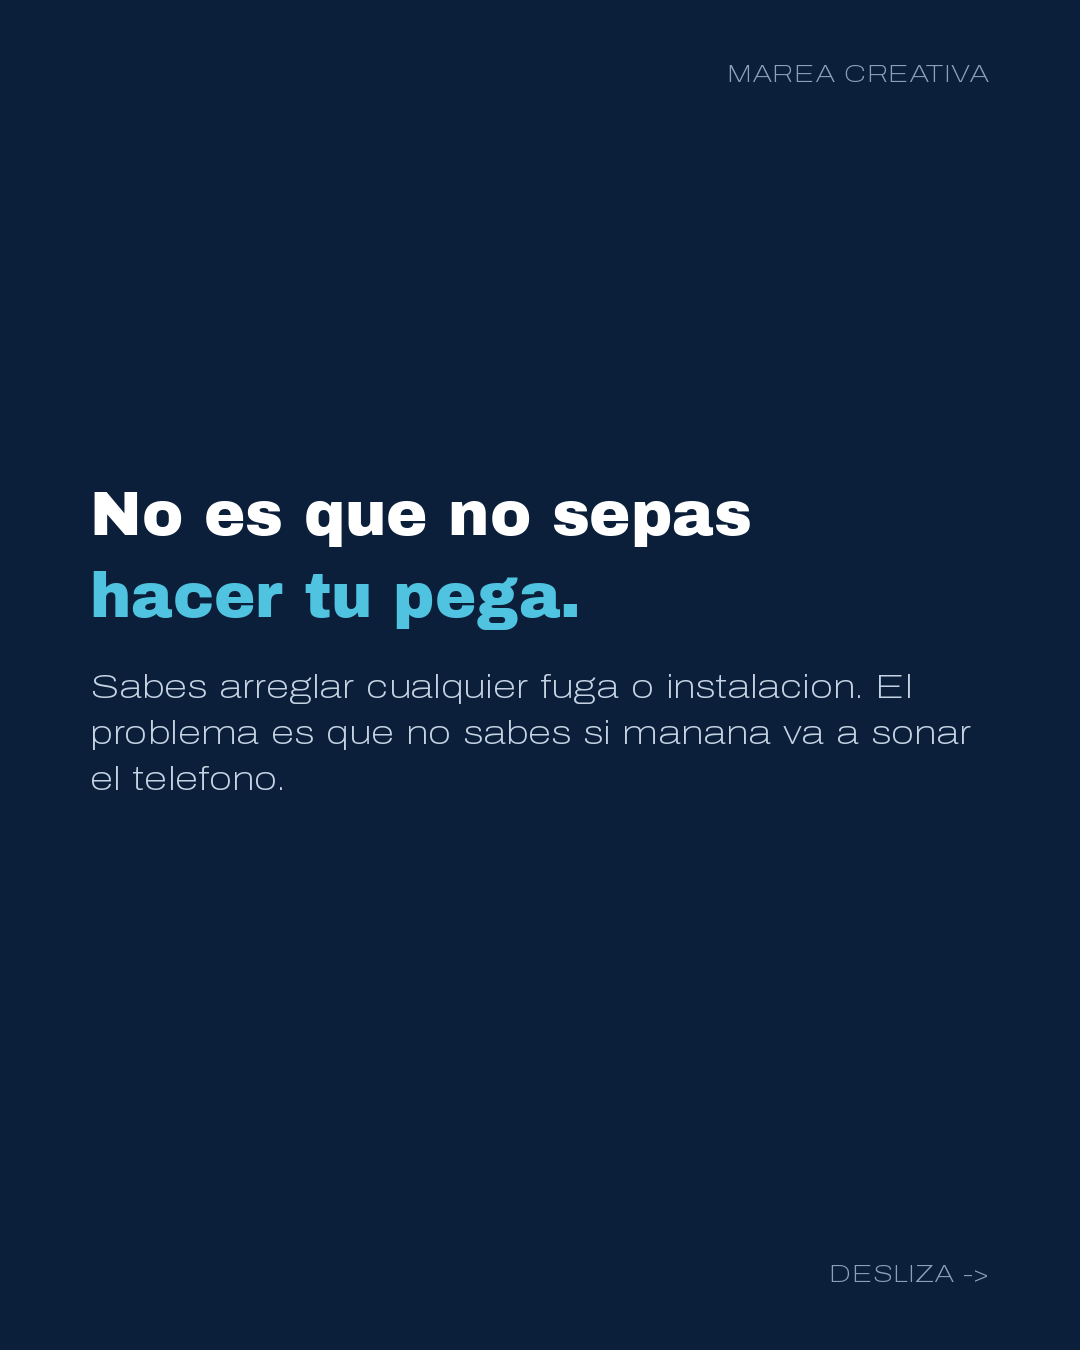 MAREA CREATIVA
No es que no sepas
hacer tu pega.
Sabes arreglar cualquier fuga o instalacion. El
problema es que no sabes si manana va a sonar
el telefono.
DESLIZA ->